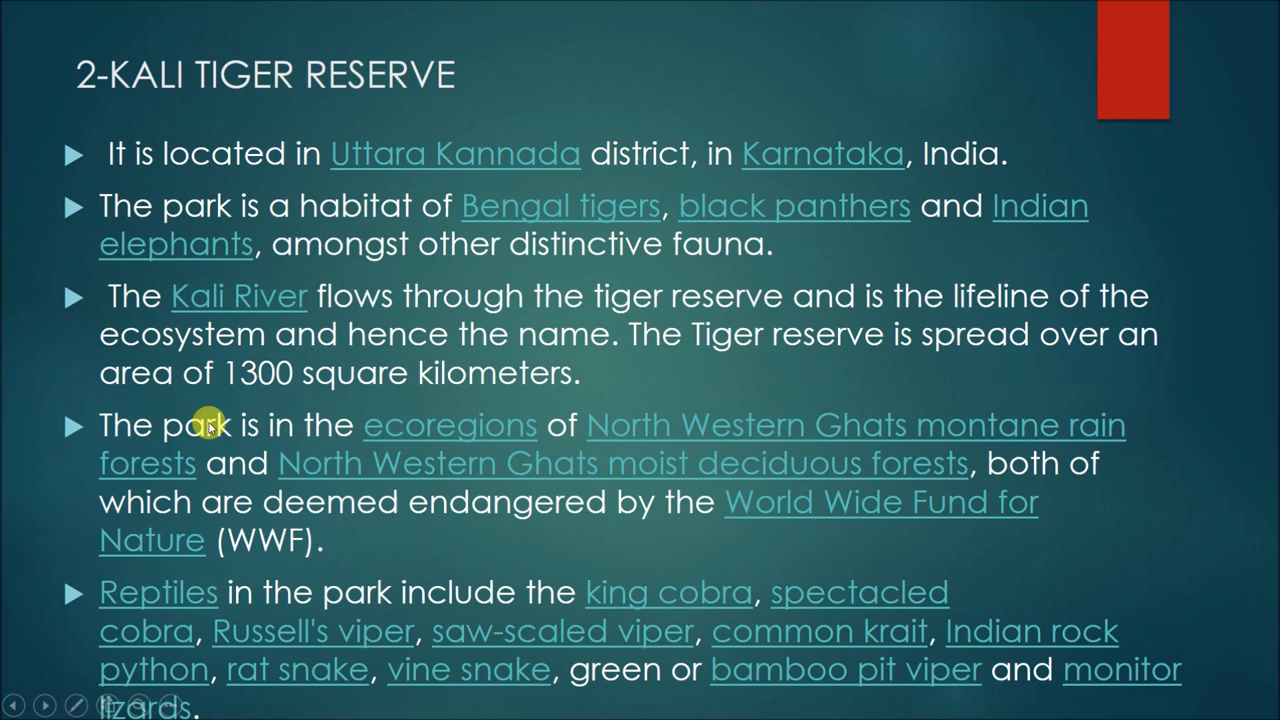 2-KALI TIGER RESERVE
It is located in Uttara Kannada district, in Karnataka, India.
The park is a habitat of Bengal tigers, black panthers and Indian
elephants, amongst other distinctive fauna.
The Kali River flows through the tiger reserve and is the lifeline of the
ecosystem and hence the name. The Tiger reserve is spread over an
area of 1300 square kilometers.
The park is in the ecoregions of North Western Ghats montane rain
forests and North Western Ghats moist deciduous forests, both of
which are deemed endangered by the World Wide Fund for
Nature (WWF).
Reptiles in the park include the king cobra, spectacled
cobra, Russell's viper, saw-scaled viper, common krait, Indian rock
python, rat snake, vine snake, green or bamboo pit viper and monitor
lizards.